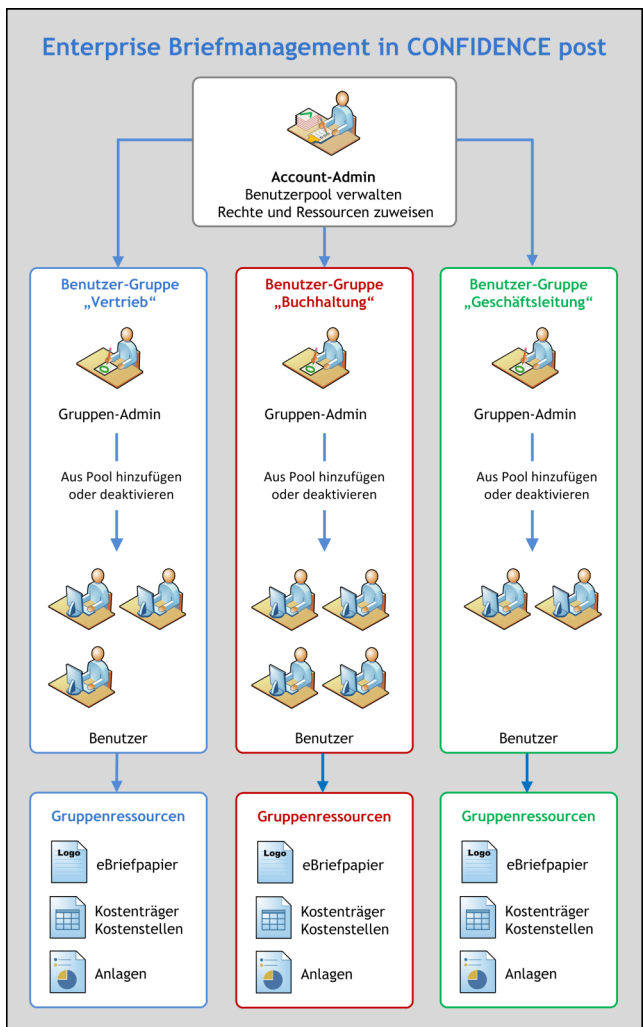 Enterprise Briefmanagement in CONFIDENCE post
Account-Admin
Benutzerpool verwalten
Rechte und Ressourcen zuweisen
Benutzer-Gruppe
„Vertrieb“
Gruppen-Admin
Aus Pool hinzufügen
oder deaktivieren
Benutzer
Benutzer-Gruppe
„Buchhaltung“
Gruppen-Admin
Aus Pool hinzufügen
oder deaktivieren
Benutzer
Benutzer-Gruppe
„Geschäftsleitung“
Gruppen-Admin
Aus Pool hinzufügen
oder deaktivieren
Benutzer
Gruppenressourcen
Logo
eBriefpapier
Kostenträger
Kostenstellen
Anlagen
Gruppenressourcen
Logo
eBriefpapier
Kostenträger
Kostenstellen
Anlagen
Gruppenressourcen
Logo
eBriefpapier
Kostenträger
Kostenstellen
Anlagen